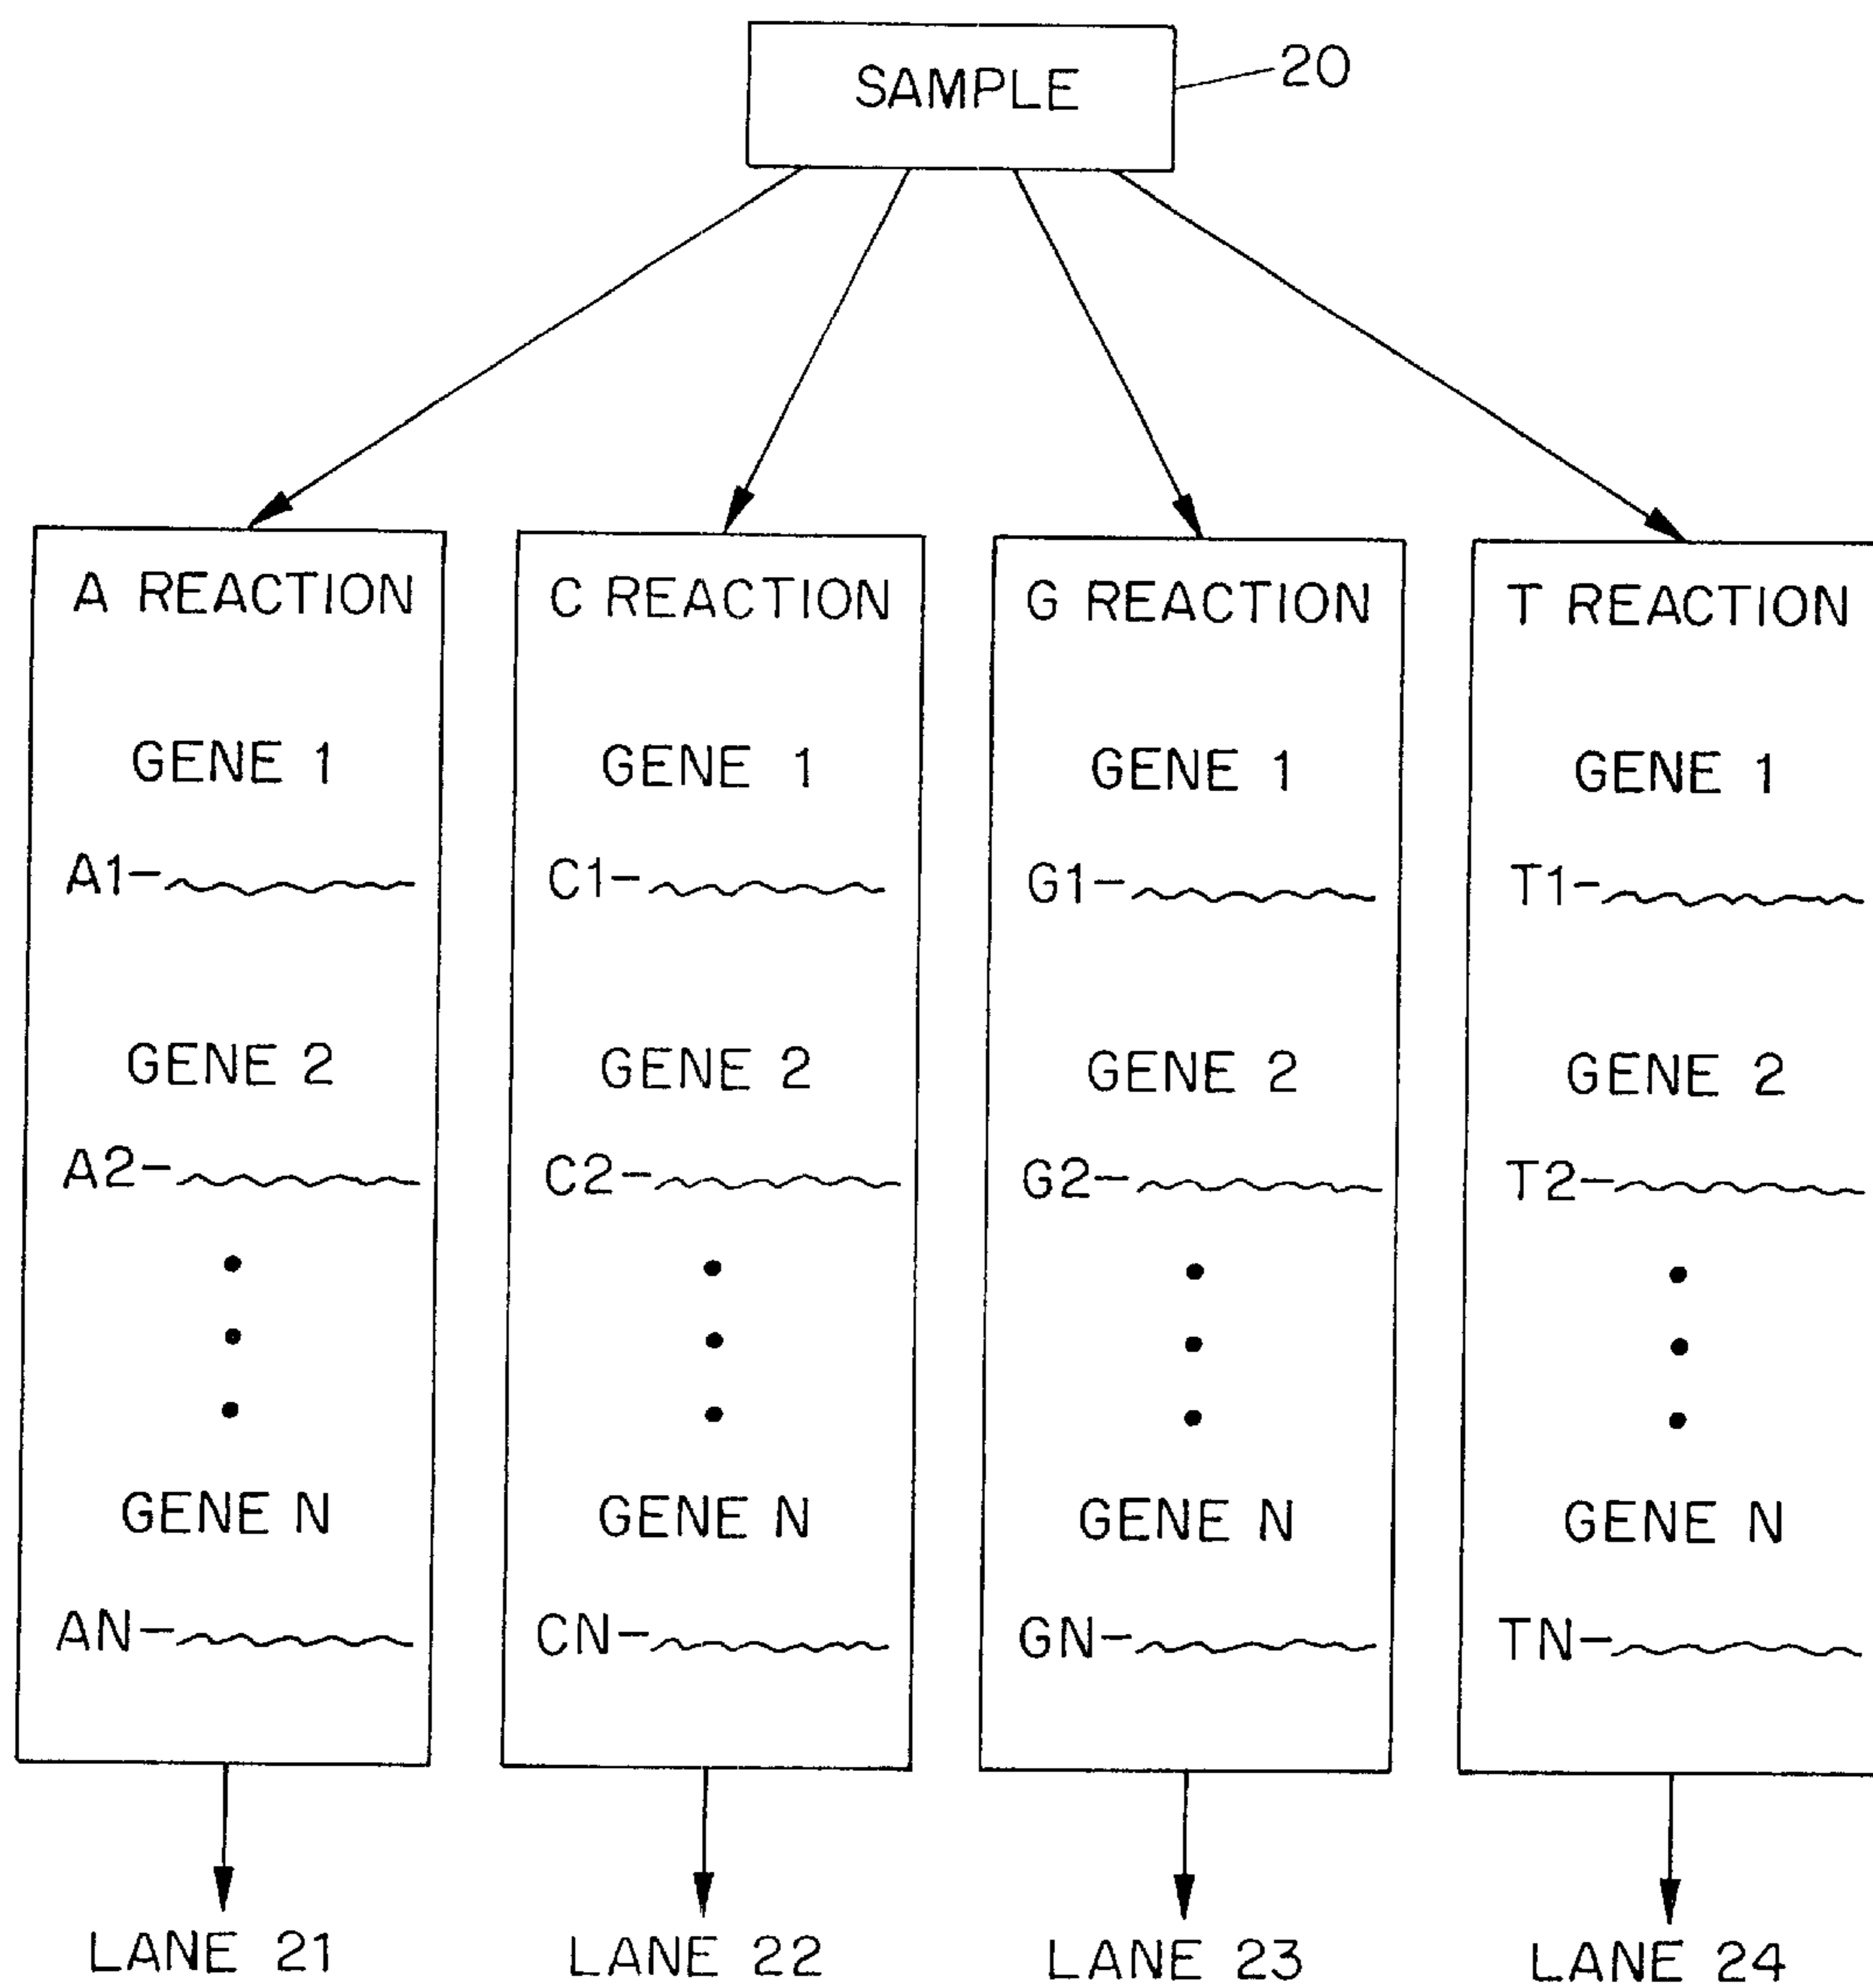 SAMPLE 20
A REACTION
GENE 1
A1-
GENE 2
A2-
GENE N
AN-
LANE 21
C REACTION
GENE 1
C1-
GENE 2
C2-
GENE N
CN-
LANE 22
G REACTION
GENE 1
G1-
GENE 2
G2-
GENE N
GN-
LANE 23
T REACTION
GENE 1
T1-
GENE 2
T2-
GENE N
TN-
LANE 24